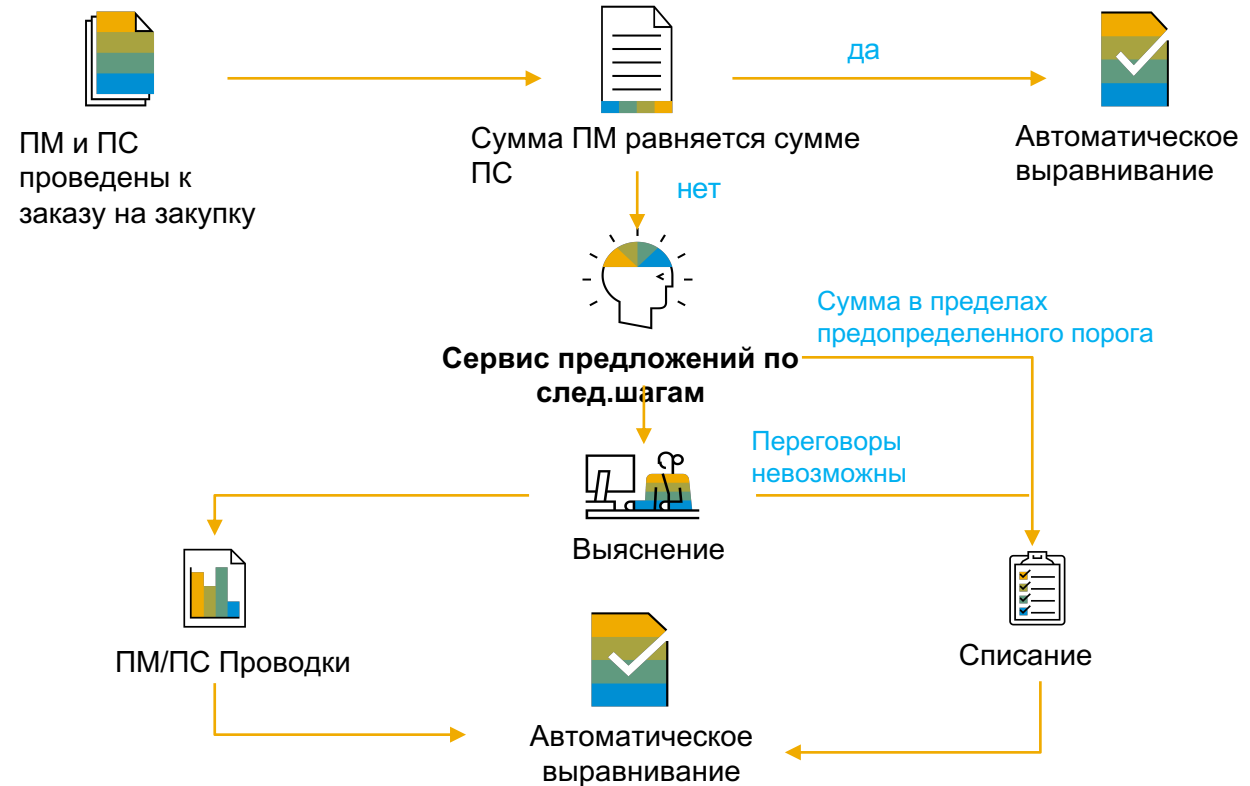 ПМ и ПС
проведены к
заказу на закупку
Сумма ПМ равняется сумме
ПС
да
Автоматическое
выравнивание
нет
Сервис предложений по
след.шагам
Сумма в пределах
предопределенного порога
Переговоры
невозможны
Выяснение
ПМ/ПС Проводки
Списание
Автоматическое
выравнивание